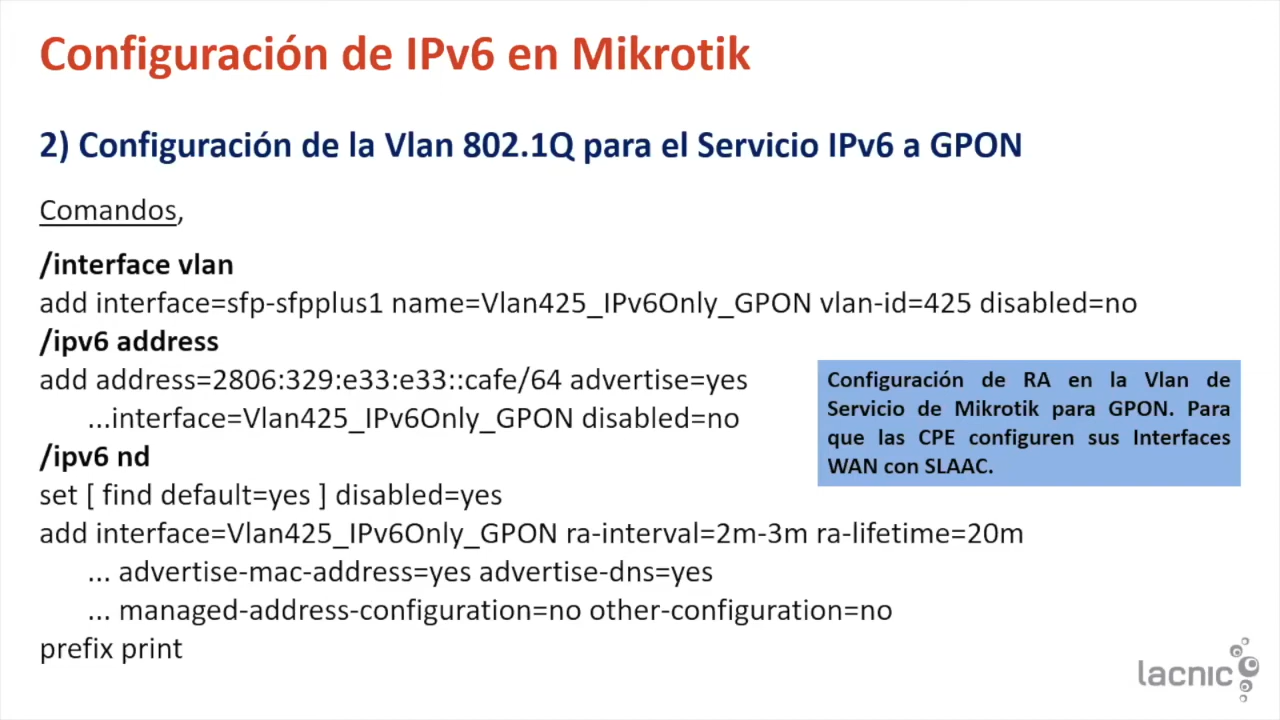 Configuración de IPv6 en Mikrotik
2) Configuración de la Vlan 802.1Q para el Servicio IPv6 a GPON
Comandos,
/interface vlan
add interface=sfp-sfpplus1 name=Vlan425_IPv6Only_GPON vlan-id=425 disabled=no
/ipv6 address
add address=2806:329:e33:e33::cafe/64 advertise=yes
...interface=Vlan425_IPv6Only_GPON disabled=no
/ipv6 nd
set [ find default=yes ] disabled=yes
add interface=Vlan425_IPv6Only_GPON ra-interval=2m-3m ra-lifetime=20m
... advertise-mac-address=yes advertise-dns=yes
... managed-address-configuration=no other-configuration=no
prefix print
Configuración de RA en la Vlan de
Servicio de Mikrotik para GPON. Para
que las CPE configuren sus Interfaces
WAN con SLAAC.
lacnic